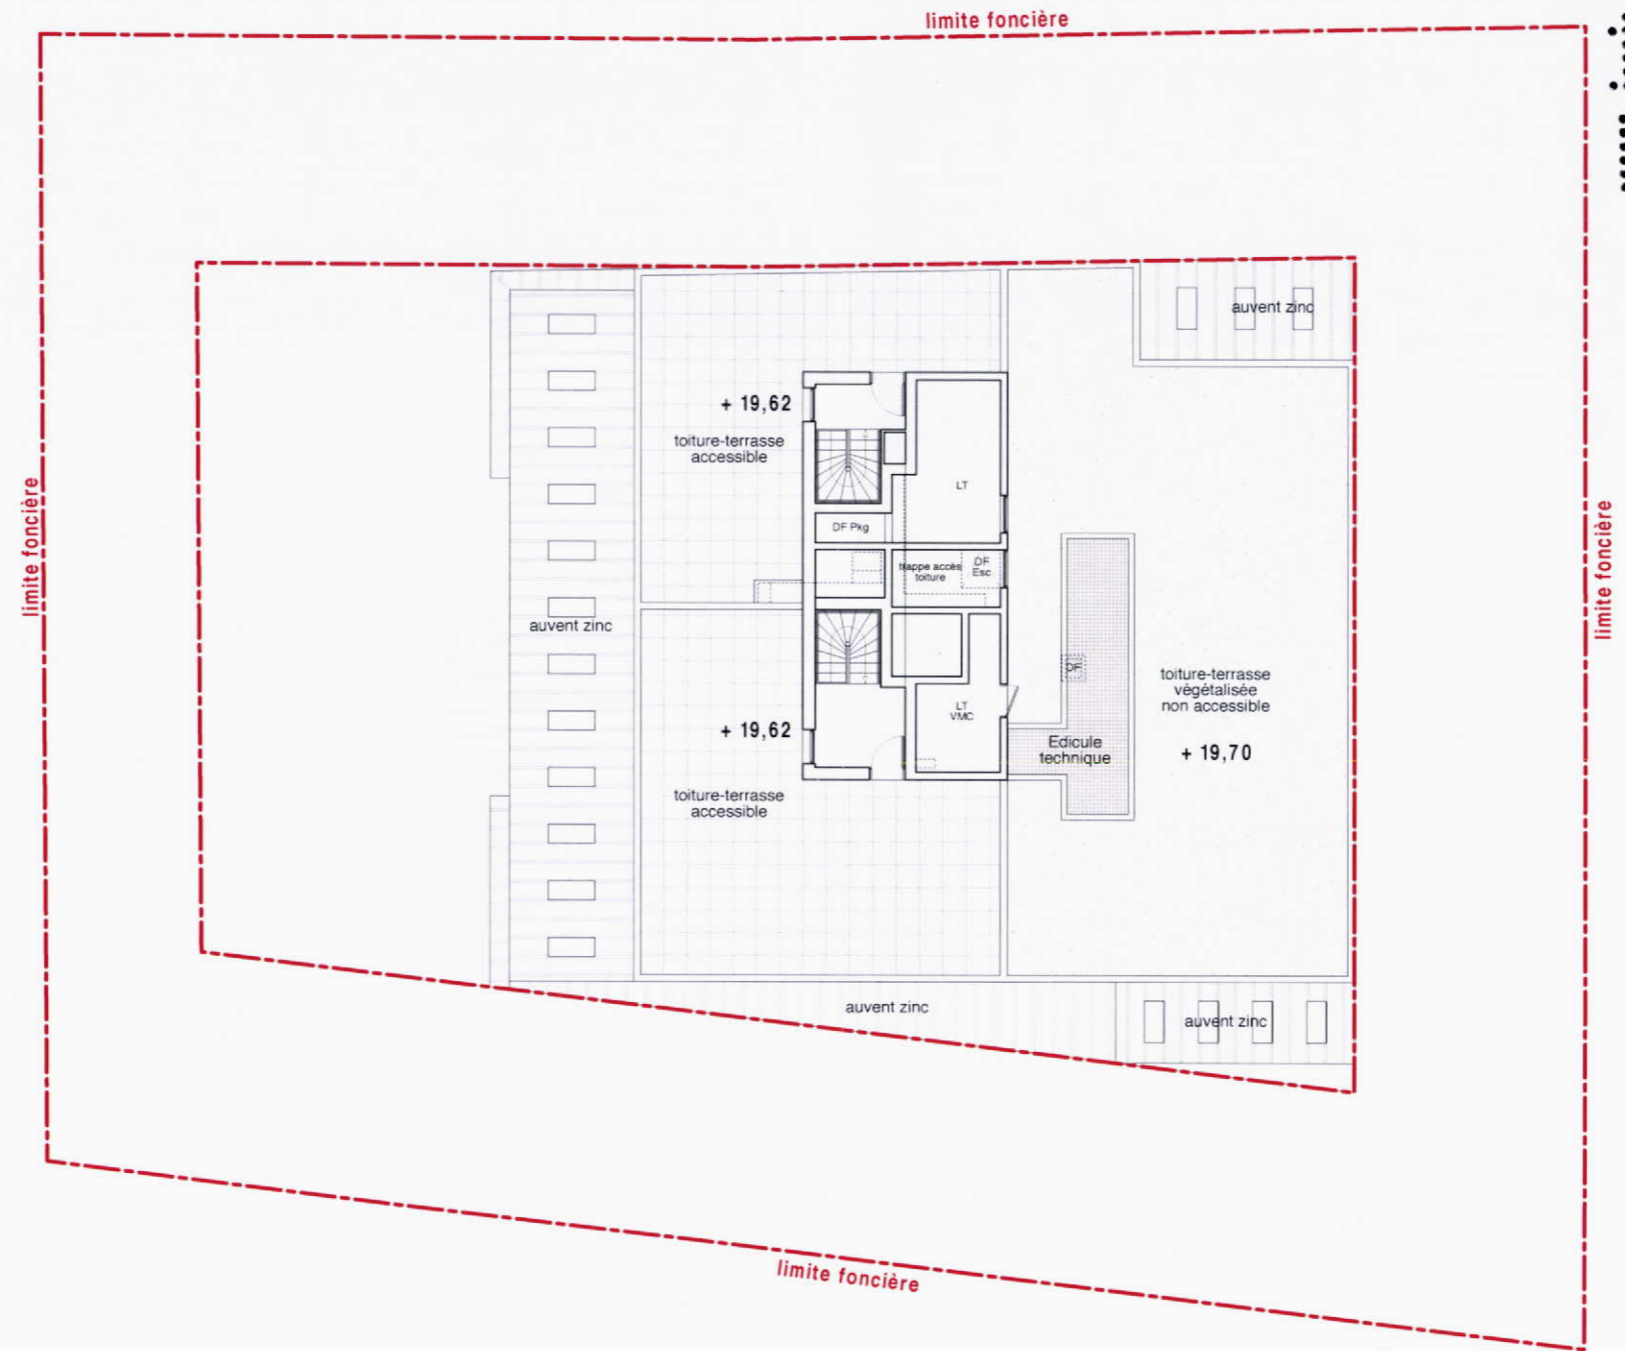 limite foncière
auvent zinc
+ 19,62
toiture-terrasse
accessible
LT
limite foncière
limite foncière
DF Pkg
trappe accès
toiture
DF
Esc
auvent zinc
DF
toiture-terrasse
végétalisée
non accessible
+ 19,70
LT
VMC
+ 19,62
Edicule
technique
toiture-terrasse
accessible
auvent zinc
auvent zinc
limite foncière